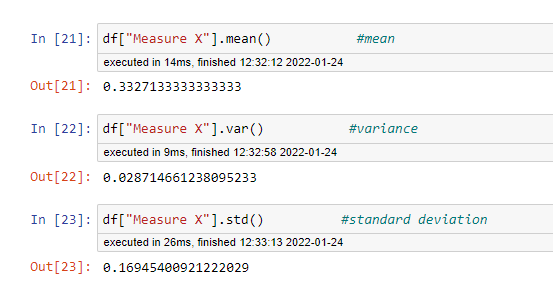 In [21]: df["Measure X"].mean() #mean
executed in 14ms, finished 12:32:12 2022-01-24
Out[21]: 0.3327133333333333
In [22]: df["Measure X"].var() #variance
executed in 9ms, finished 12:32:58 2022-01-24
Out[22]: 0.028714661238095233
In [23]: df["Measure X"].std() #standard deviation
executed in 26ms, finished 12:33:13 2022-01-24
Out[23]: 0.16945400921222029